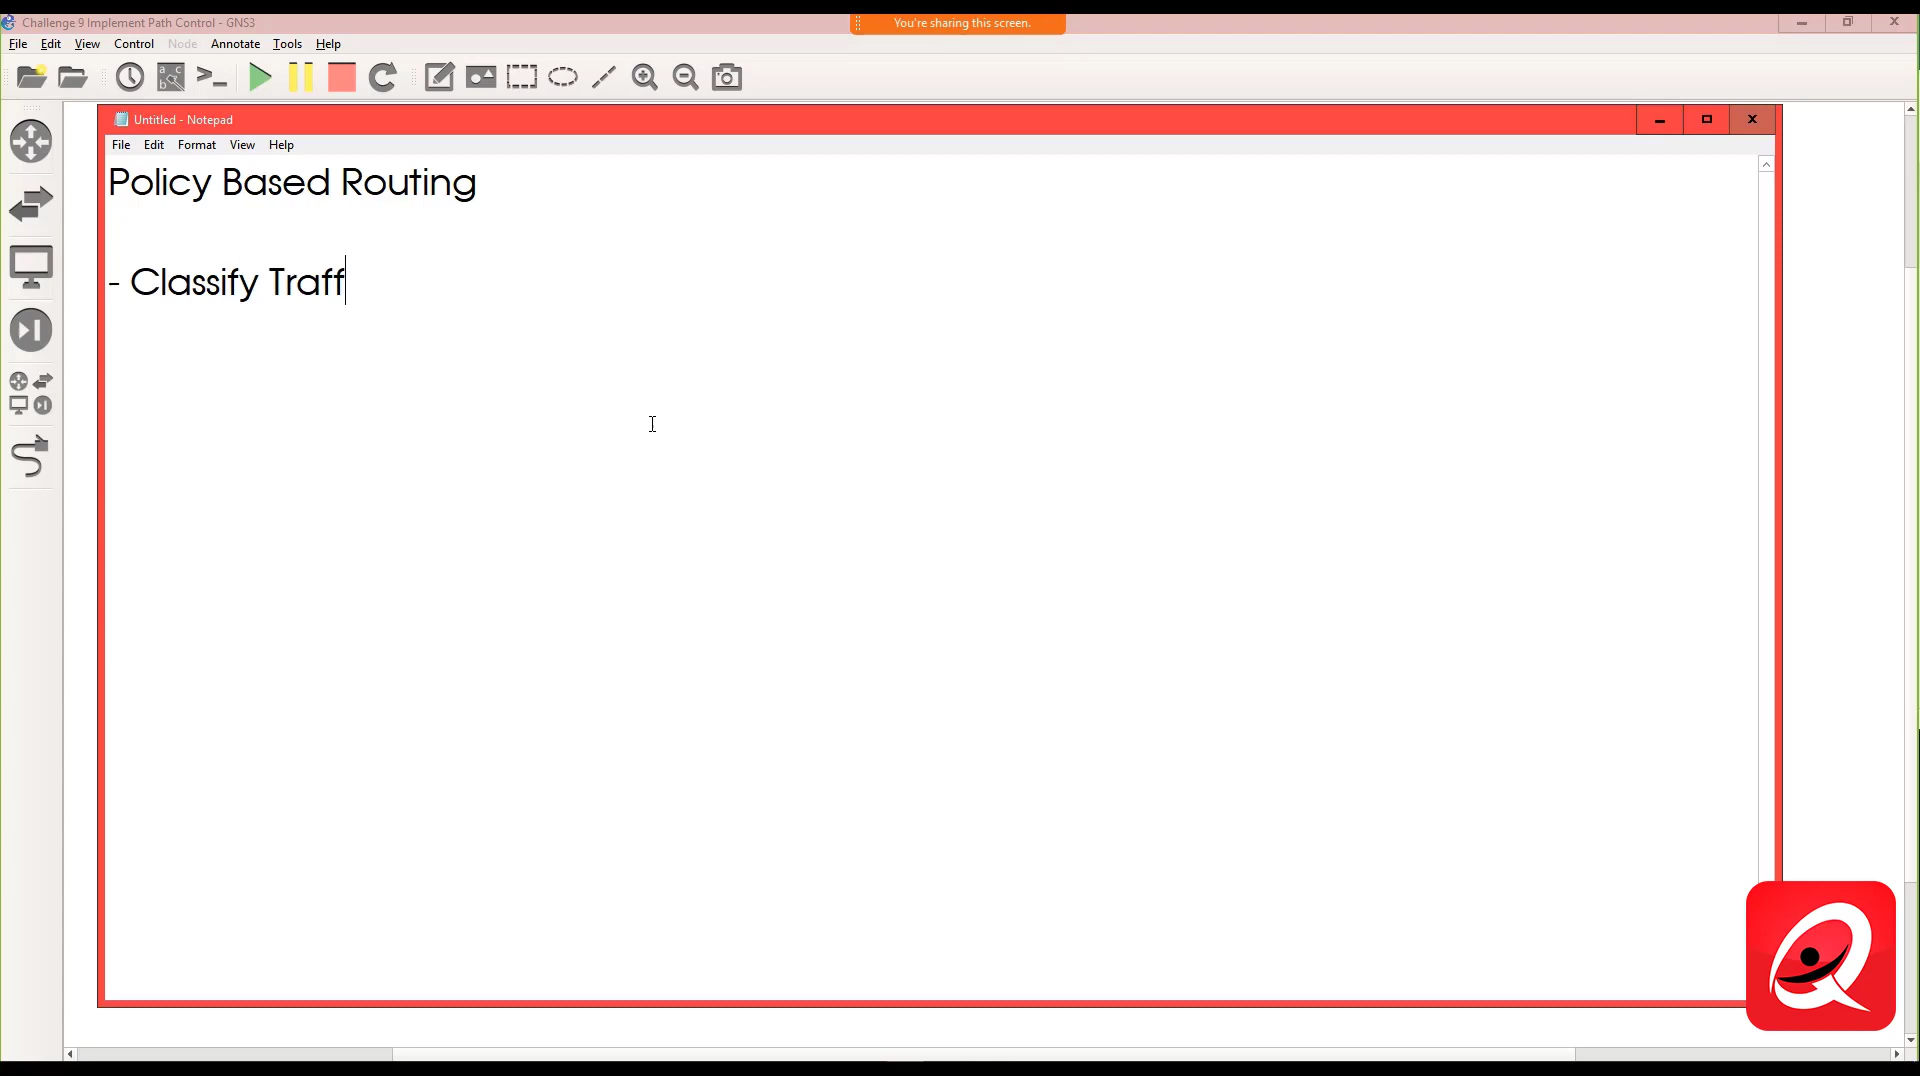 Challenge 9 Implement Path Control - GNS3
You're sharing this screen.
File Edit View Control Node Annotate Tools Help
Untitled - Notepad
File Edit Format View Help
Policy Based Routing
- Classify Traff